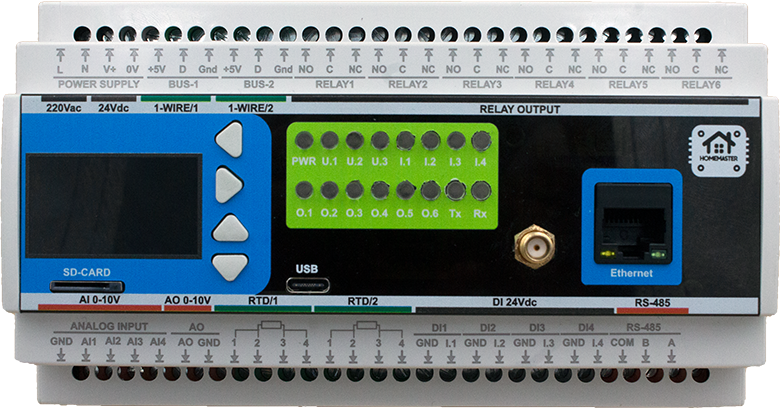 L N V+ 0V +5V D Gnd +5V D Gnd NO C NC NO C NC NO C NC NO C NC NO C NC NO C NC
POWER SUPPLY BUS-1 BUS-2 RELAY1 RELAY2 RELAY3 RELAY4 RELAY5 RELAY6
220Vac 24Vdc 1-WIRE/1 1-WIRE/2 RELAY OUTPUT
PWR U.1 U.2 U.3 I.1 I.2 I.3 I.4
HOMEMASTER
O.1 O.2 O.3 O.4 O.5 O.6 Tx Rx
SD-CARD
USB
Ethernet
AI 0-10V AO 0-10V RTD/1 RTD/2 DI 24Vdc RS-485
ANALOG INPUT AO DI1 DI2 DI3 DI4 RS-485
GND AI1 AI2 AI3 AI4 AO GND 1 2 3 4 1 2 3 4 GND I.1 GND I.2 GND I.3 GND I.4 COM B A